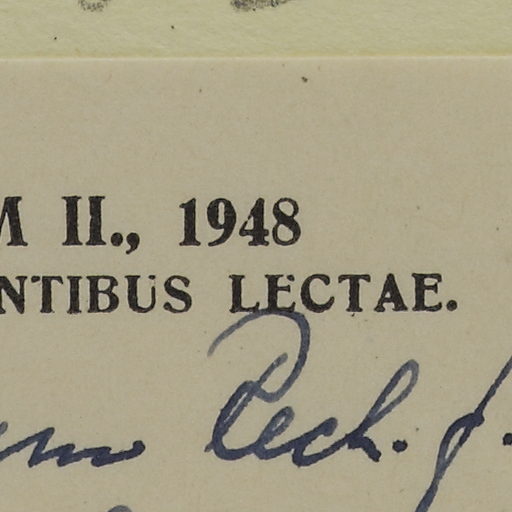 M II., 1948
NTIBUS LECTAE.
Pech. f.